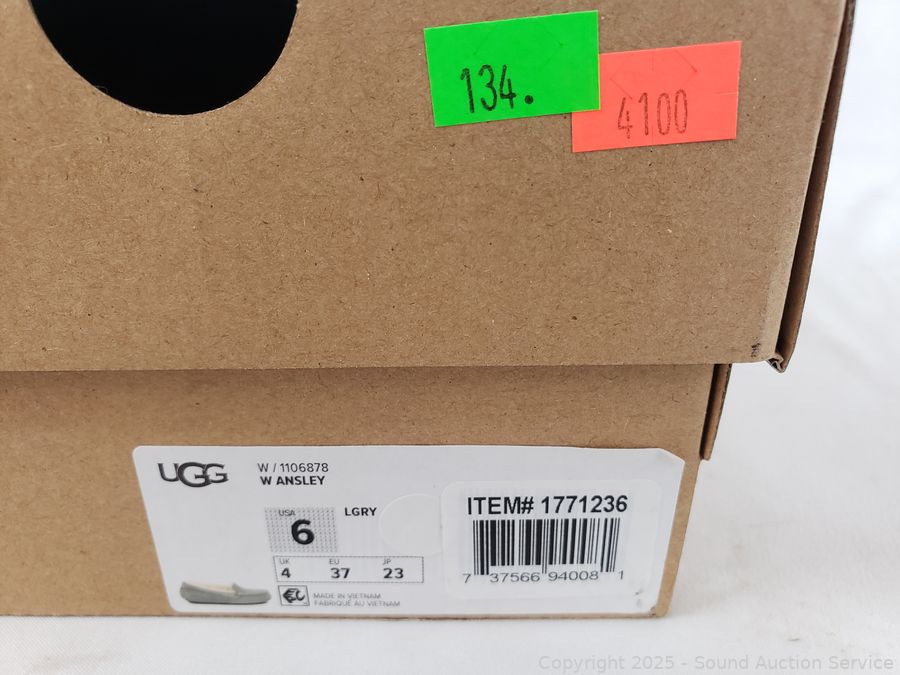 134.
4100
UGG
W / 1106878
W ANSLEY
USA
6
LGRY
UK EU JP
4 37 23
MADE IN VIETNAM
FABRIQUÉ AU VIETNAM
ITEM# 1771236
7 37566 94008 1
Copyright 2025 - Sound Auction Service